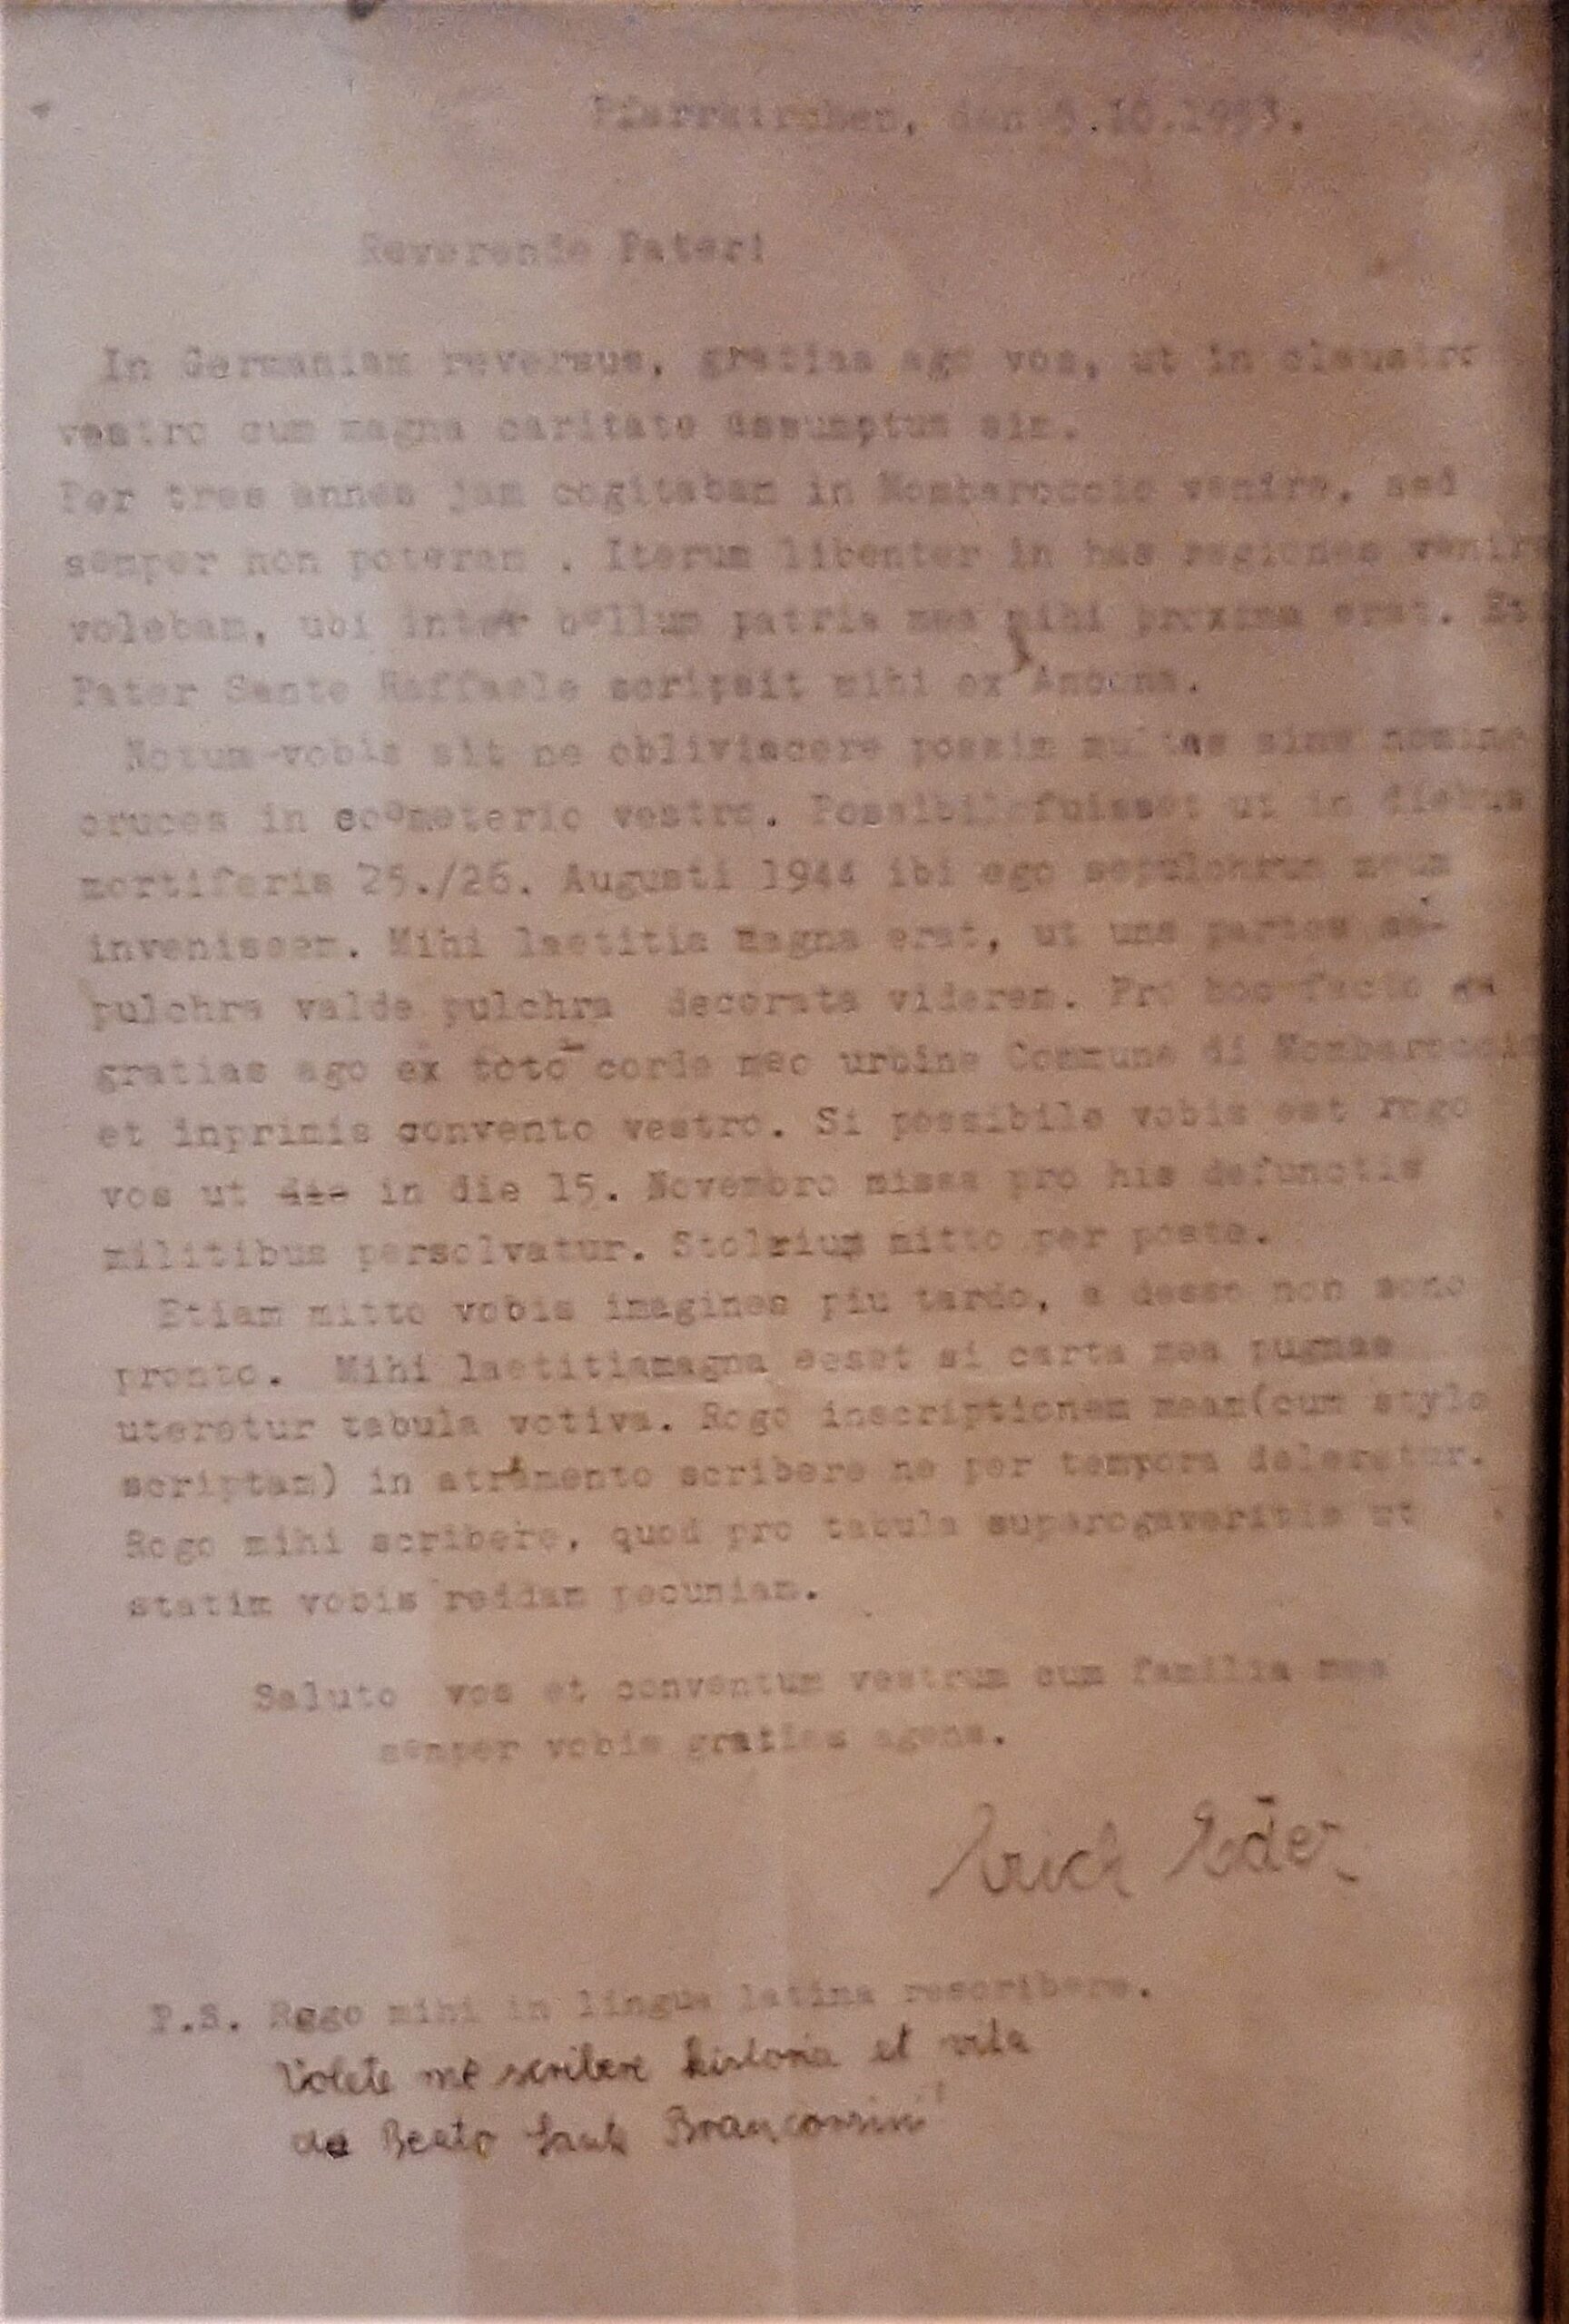 Pfarrkirchen, den 5.10.1953.
Reverende Pater!
In Germaniam reversus, gratias ago vos, ut in claustro
vestro cum magna caritate assumptus sim.
Per tres annos jam cogitabam in Mombaroccio venire, sed
semper non poteram . Iterum libenter in has regiones venire
volebam, ubi inter bellum patria mea mihi proxima erat. Et
Pater Sante Raffaele scripsit mihi ex Ancona.
Notum vobis sit ne obliviscere possim multas sine nomine
cruces in coemeterio vestro. Possibile fuisset ut in diebus
mortiferis 25./26. Augusti 1944 ibi ego sepulchrum meum
invenissem. Mihi laetitia magna erat, ut una partes se-
pulchra valde pulchra decorata viderem. Pro hoc facto
gratias ago ex toto corde meo urbine Commune di Mombaroccio
et inprimis convento vestro. Si possibile vobis est rogo
vos ut die in die 15. Novembro missa pro his defunctis
militibus persolvatur. Stolrium mitto per posta.
Etiam mitto vobis imagines piu tardo, a desso non sono
pronto. Mihi laetitiamagna esset si carta mea pugnae
uteretur tabula votiva. Rogo inscriptionem meam(cum stylo
scriptam) in atramento scribere ne per tempora deleratur.
Rogo mihi scribere, quod pro tabula superogaveritis ut
statim vobis reddam pecuniam.
Saluto vos et conventum vestrum cum familia mea
semper vobis gratias agens.
Erich Eder
P.S. Rogo mihi in lingua latina rescribere.
Volete me scribere historia et vita
de Beato Sante Brancorsini